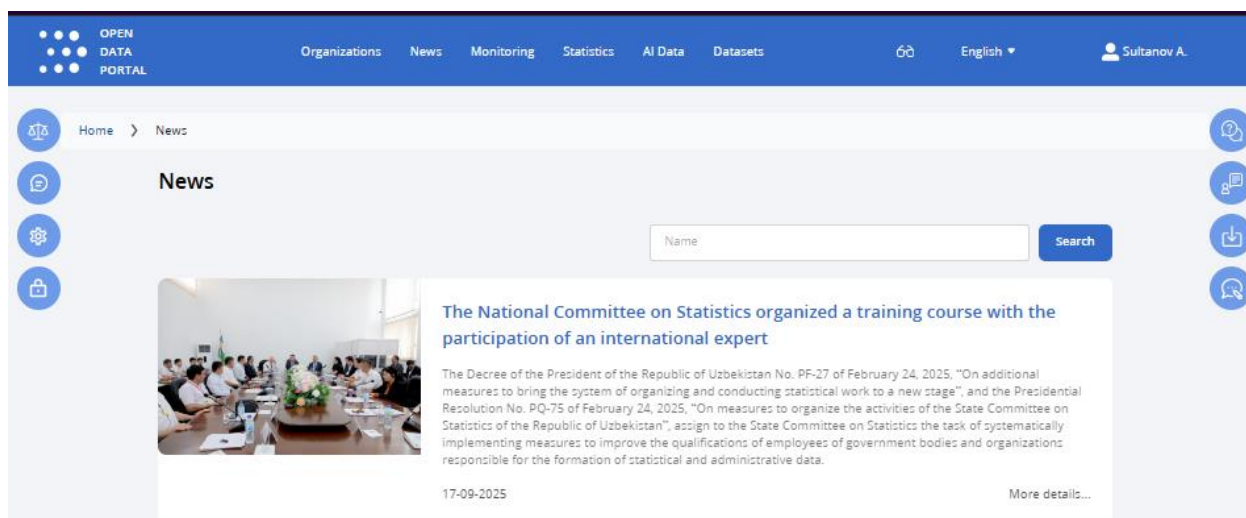 OPEN
DATA
PORTAL
Organizations News Monitoring Statistics AI Data Datasets English Sultanov A.
Home > News
News
Name Search
The National Committee on Statistics organized a training course with the
participation of an international expert
The Decree of the President of the Republic of Uzbekistan No. PF-27 of February 24, 2025, "On additional
measures to bring the system of organizing and conducting statistical work to a new stage", and the Presidential
Resolution No. PQ-75 of February 24, 2025, "On measures to organize the activities of the State Committee on
Statistics of the Republic of Uzbekistan", assign to the State Committee on Statistics the task of systematically
implementing measures to improve the qualifications of employees of government bodies and organizations
responsible for the formation of statistical and administrative data.
17-09-2025 More details...